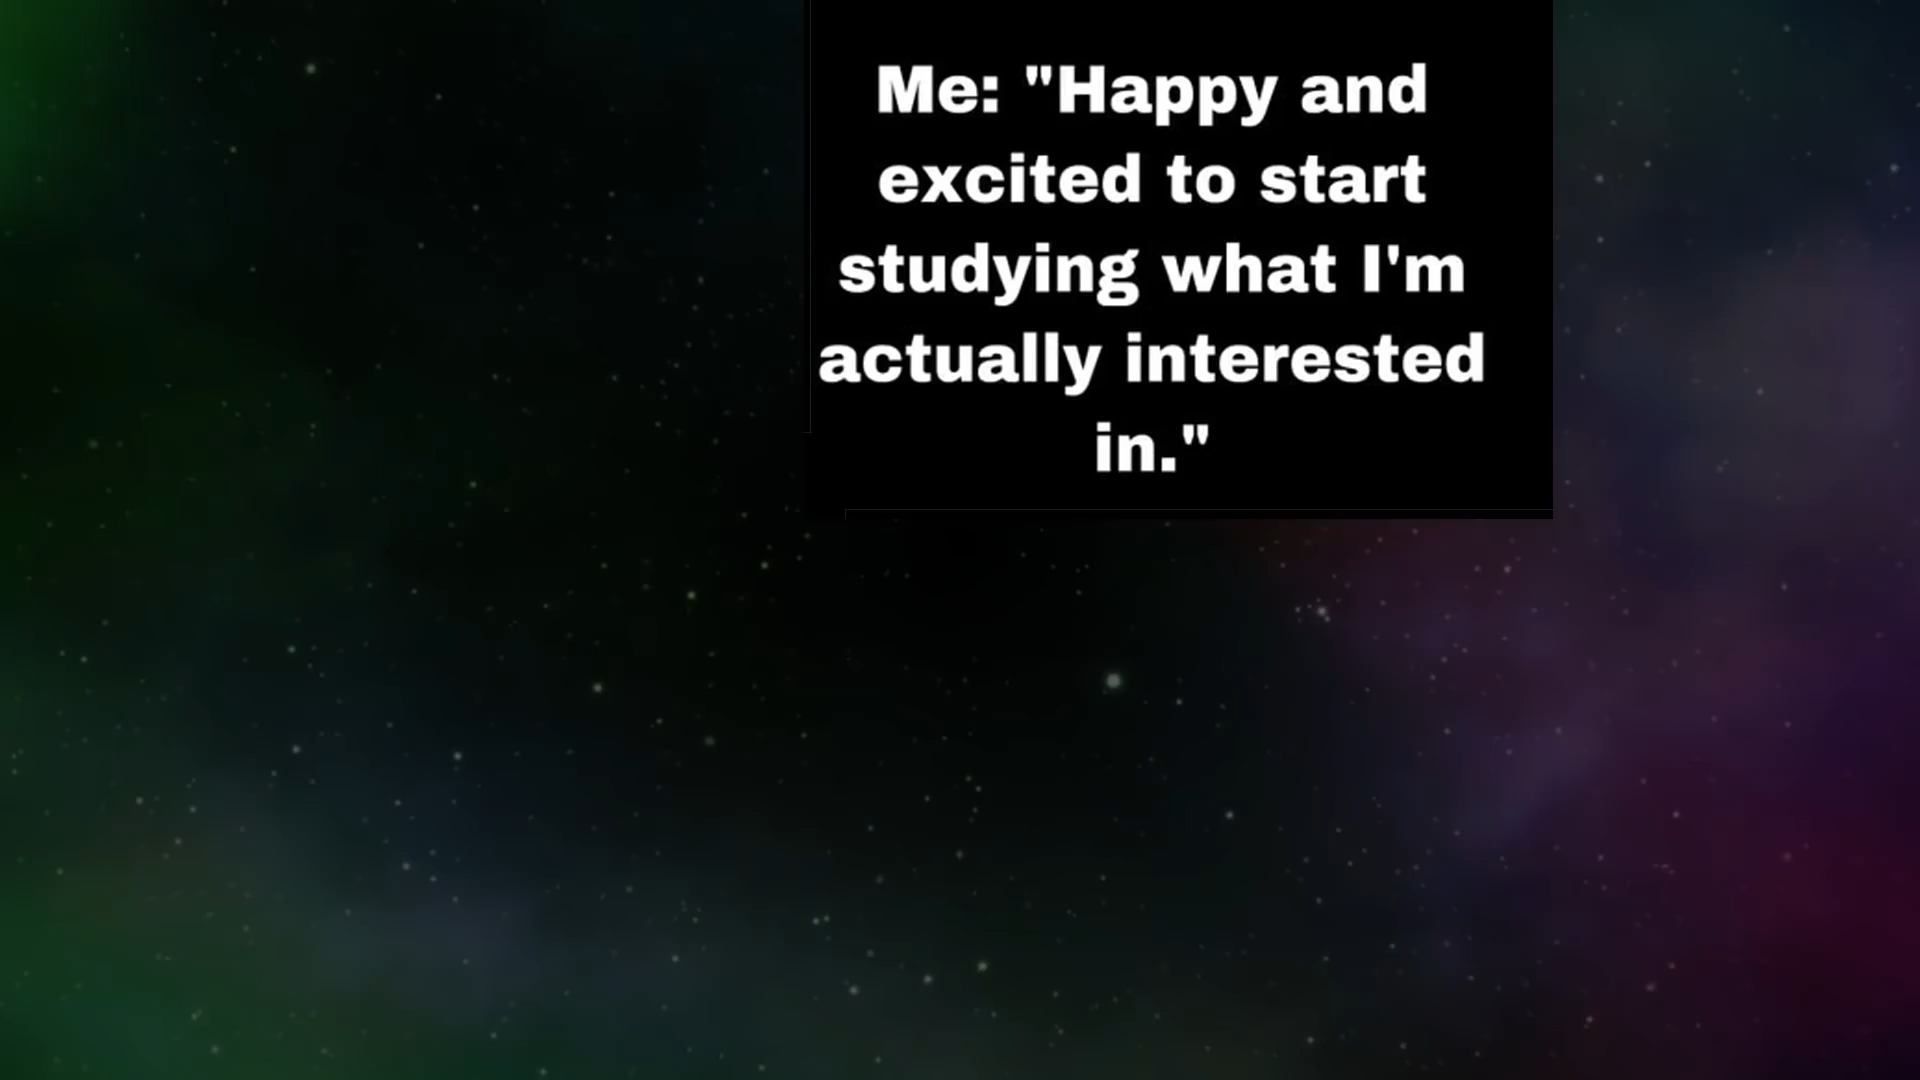 Me: "Happy and
excited to start
studying what I'm
actually interested
in."